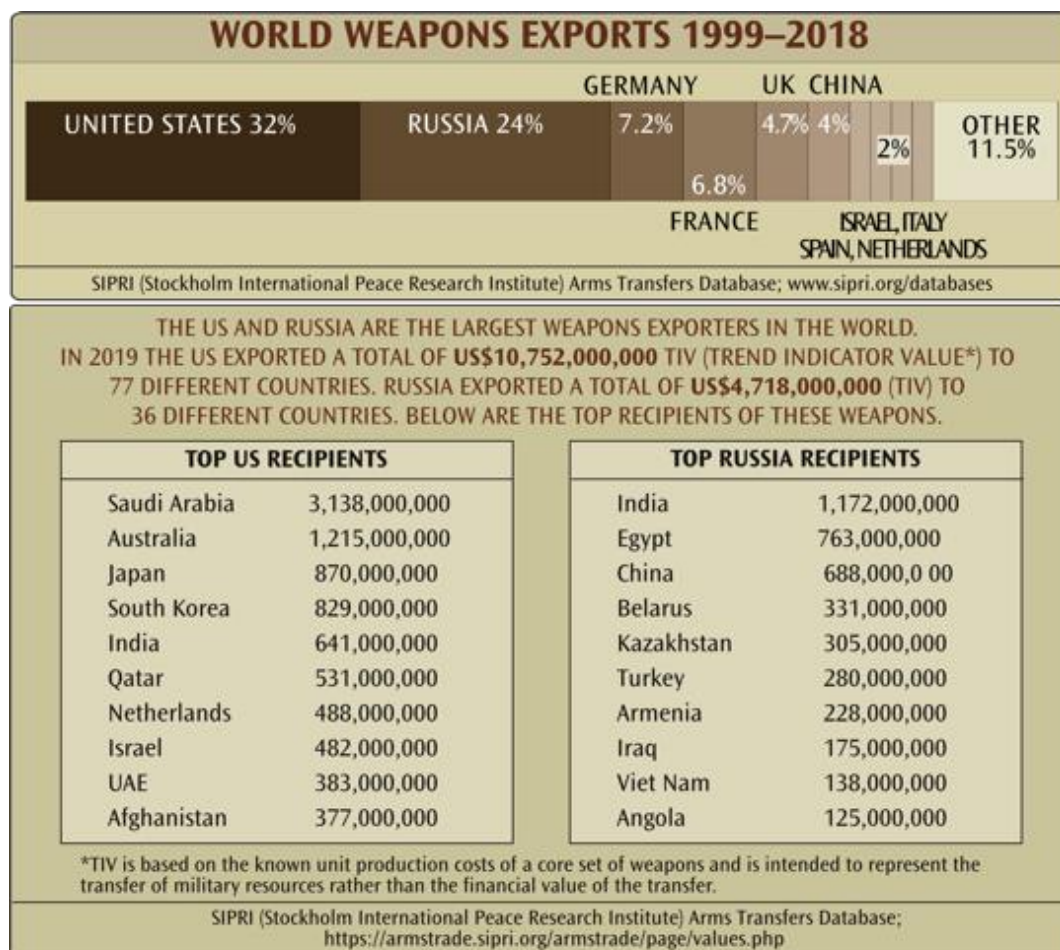 WORLD WEAPONS EXPORTS 1999–2018
GERMANY UK CHINA
UNITED STATES 32% RUSSIA 24% 7.2% 4.7% 4% OTHER
2% 11.5%
6.8%
FRANCE ISRAEL, ITALY
SPAIN, NETHERLANDS
SIPRI (Stockholm International Peace Research Institute) Arms Transfers Database; www.sipri.org/databases
THE US AND RUSSIA ARE THE LARGEST WEAPONS EXPORTERS IN THE WORLD.
IN 2019 THE US EXPORTED A TOTAL OF US$10,752,000,000 TIV (TREND INDICATOR VALUE*) TO
77 DIFFERENT COUNTRIES. RUSSIA EXPORTED A TOTAL OF US$4,718,000,000 (TIV) TO
36 DIFFERENT COUNTRIES. BELOW ARE THE TOP RECIPIENTS OF THESE WEAPONS.
TOP US RECIPIENTS
Saudi Arabia 3,138,000,000
Australia 1,215,000,000
Japan 870,000,000
South Korea 829,000,000
India 641,000,000
Qatar 531,000,000
Netherlands 488,000,000
Israel 482,000,000
UAE 383,000,000
Afghanistan 377,000,000
TOP RUSSIA RECIPIENTS
India 1,172,000,000
Egypt 763,000,000
China 688,000,0 00
Belarus 331,000,000
Kazakhstan 305,000,000
Turkey 280,000,000
Armenia 228,000,000
Iraq 175,000,000
Viet Nam 138,000,000
Angola 125,000,000
*TIV is based on the known unit production costs of a core set of weapons and is intended to represent the
transfer of military resources rather than the financial value of the transfer.
SIPRI (Stockholm International Peace Research Institute) Arms Transfers Database;
https://armstrade.sipri.org/armstrade/page/values.php